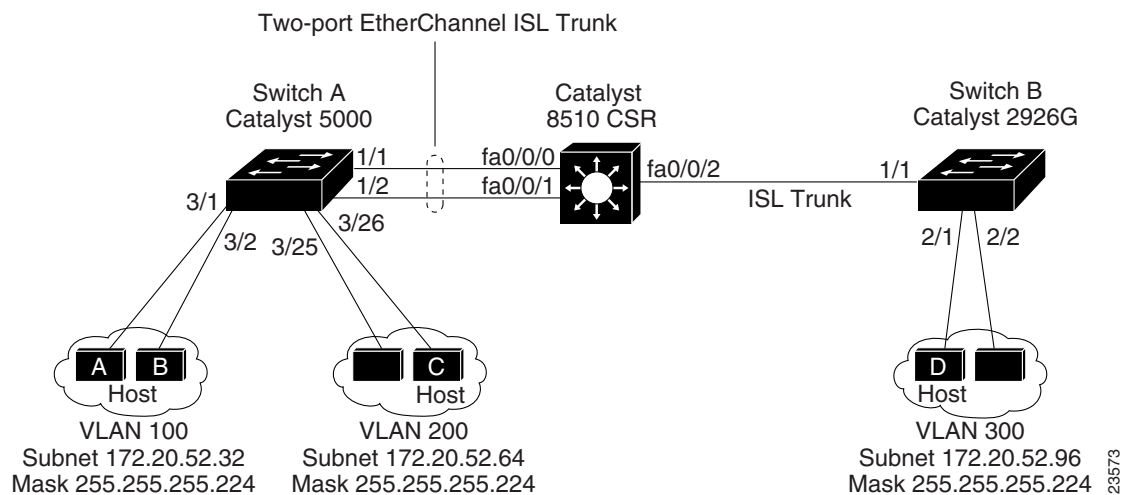 Two-port EtherChannel ISL Trunk
Switch A
Catalyst 5000
Catalyst
8510 CSR
Switch B
Catalyst 2926G
1/1
fa0/0/0
fa0/0/2
1/1
1/2
fa0/0/1
ISL Trunk
3/1
3/26
3/2
3/25
2/1
2/2
A
B
Host
C
Host
D
Host
VLAN 100
Subnet 172.20.52.32
Mask 255.255.255.224
VLAN 200
Subnet 172.20.52.64
Mask 255.255.255.224
VLAN 300
Subnet 172.20.52.96
Mask 255.255.255.224
23573